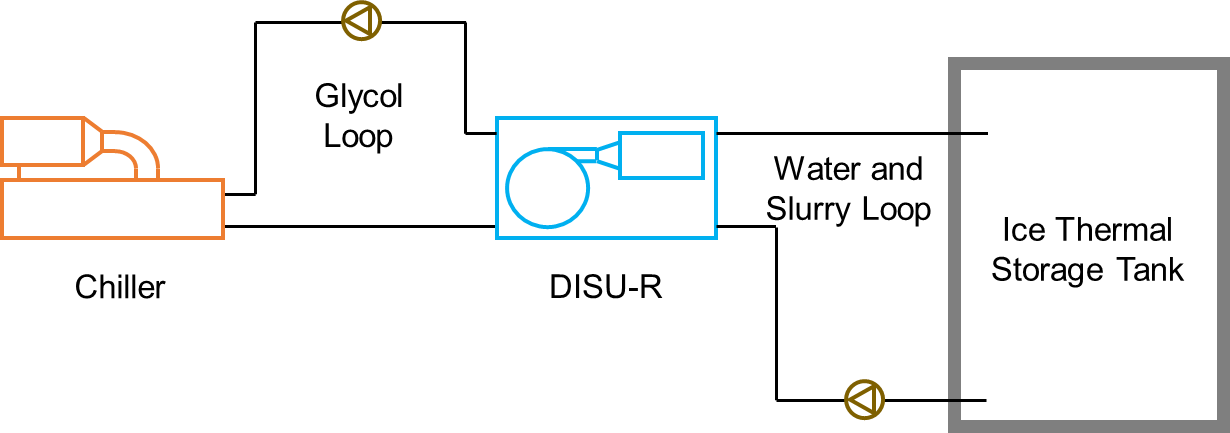 Glycol
Loop
Water and
Slurry Loop
Ice Thermal
Storage Tank
Chiller
DISU-R